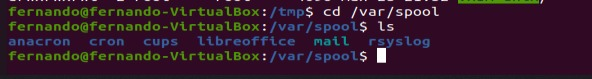 fernando@fernando-VirtualBox:/tmp$ cd /var/spool
fernando@fernando-VirtualBox:/var/spool$ ls
anacron cron cups libreoffice mail rsyslog
fernando@fernando-VirtualBox:/var/spool$